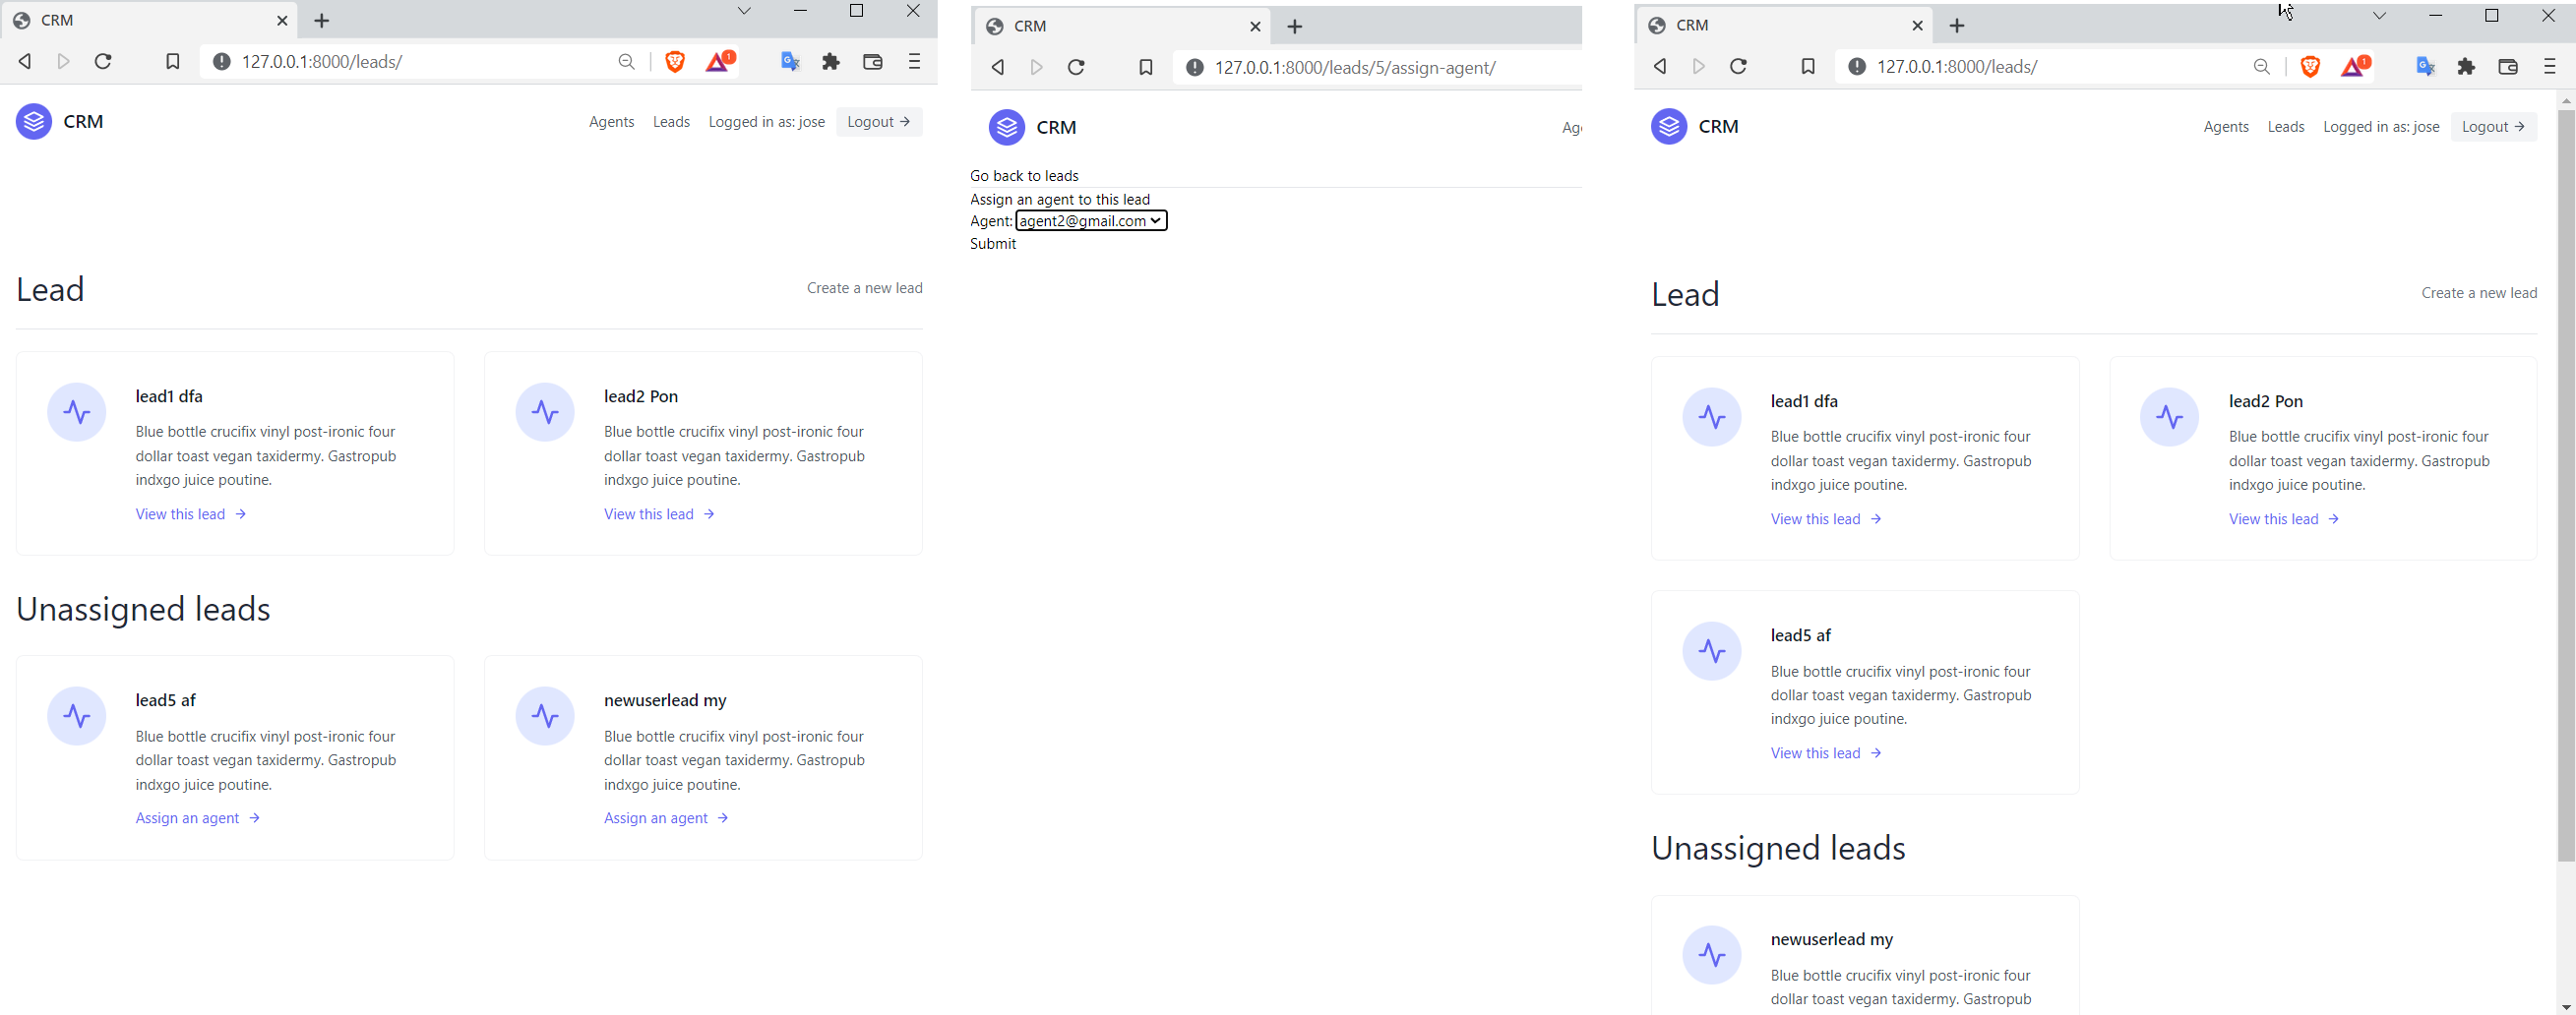 CRM
127.0.0.1:8000/leads/
1
CRM
Agents Leads Logged in as: jose Logout
Lead
Create a new lead
lead1 dfa
Blue bottle crucifix vinyl post-ironic four
dollar toast vegan taxidermy. Gastropub
indxgo juice poutine.
View this lead
lead2 Pon
Blue bottle crucifix vinyl post-ironic four
dollar toast vegan taxidermy. Gastropub
indxgo juice poutine.
View this lead
Unassigned leads
lead5 af
Blue bottle crucifix vinyl post-ironic four
dollar toast vegan taxidermy. Gastropub
indxgo juice poutine.
Assign an agent
newuserlead my
Blue bottle crucifix vinyl post-ironic four
dollar toast vegan taxidermy. Gastropub
indxgo juice poutine.
Assign an agent
CRM
127.0.0.1:8000/leads/5/assign-agent/
CRM
Age
Go back to leads
Assign an agent to this lead
Agent: agent2@gmail.com
Submit
CRM
127.0.0.1:8000/leads/
1
CRM
Agents Leads Logged in as: jose Logout
Lead
Create a new lead
lead1 dfa
Blue bottle crucifix vinyl post-ironic four
dollar toast vegan taxidermy. Gastropub
indxgo juice poutine.
View this lead
lead2 Pon
Blue bottle crucifix vinyl post-ironic four
dollar toast vegan taxidermy. Gastropub
indxgo juice poutine.
View this lead
lead5 af
Blue bottle crucifix vinyl post-ironic four
dollar toast vegan taxidermy. Gastropub
indxgo juice poutine.
View this lead
Unassigned leads
newuserlead my
Blue bottle crucifix vinyl post-ironic four
dollar toast vegan taxidermy. Gastropub